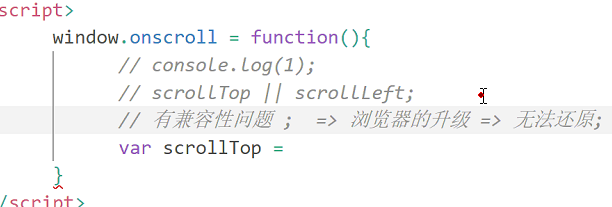 script>
window.onscroll = function(){
// console.log(1);
// scrollTop || scrollLeft;
// 有兼容性问题 ;  => 浏览器的升级 => 无法还原;
var scrollTop =
}
/script>